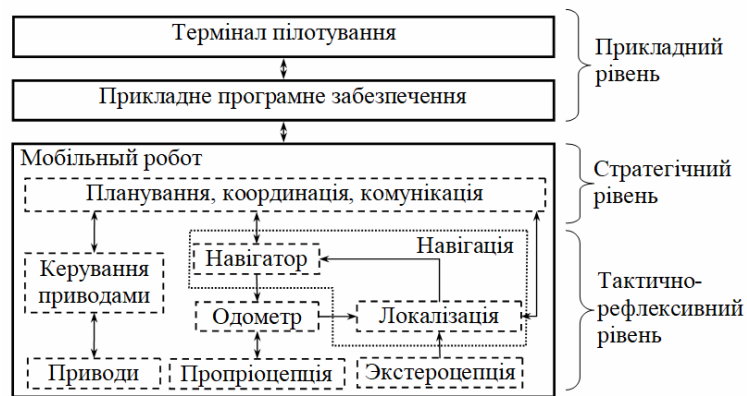 Термінал пілотування
Прикладний
рівень
Прикладне програмне забезпечення
Мобільный робот
Стратегічний
рівень
Планування, координація, комунікація
Навігація
Керування
приводами
Навігатор
Тактично-
рефлексивний
рівень
Одометр
Локалізація
Приводи
Пропріоцепція
Экстероцепція